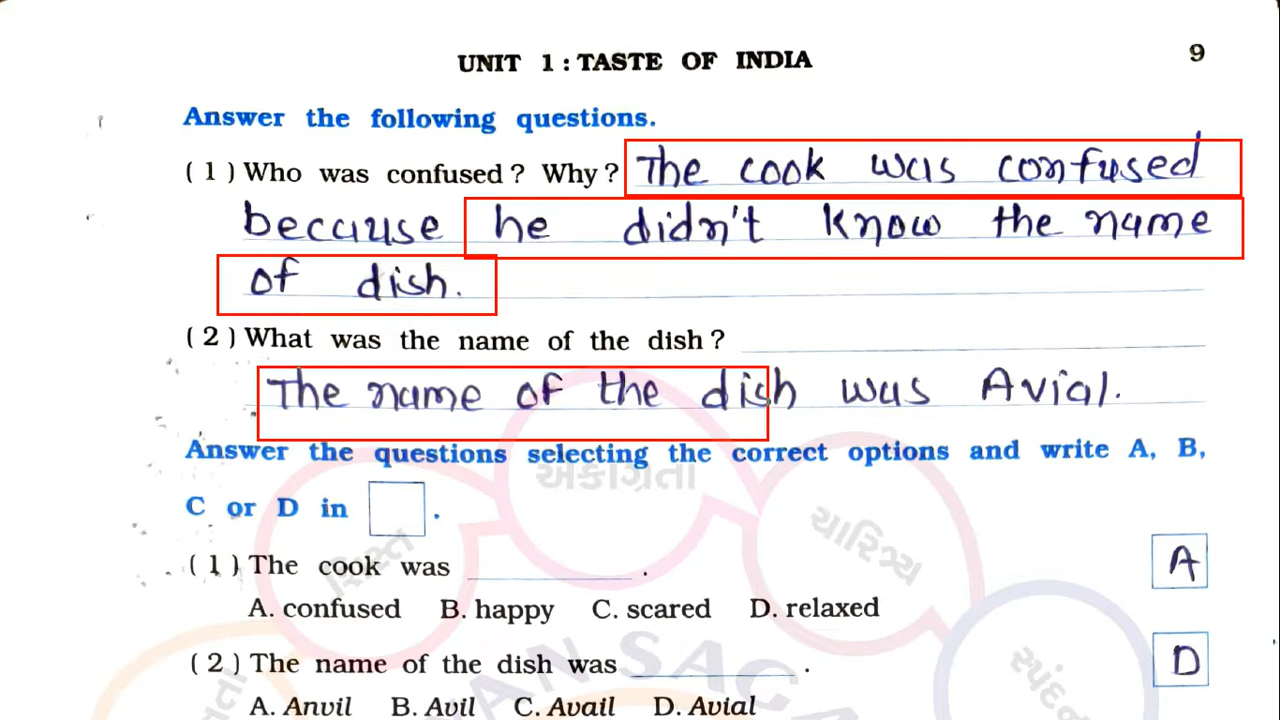 UNIT 1 : TASTE OF INDIA 9
Answer the following questions.
( 1 ) Who was confused ? Why ? The cook was confused
because he didn't know the name
of dish.
( 2 ) What was the name of the dish ?
The name of the dish was Avial.
Answer the questions selecting the correct options and write A, B,
એકાગ્રતા
C or D in .
ચારિત્ર્ય
શિસ્ત
( 1 ) The cook was . A
A. confused B. happy C. scared D. relaxed
( 2 ) The name of the dish was . D
A. Anvil B. Avil C. Avail D. Avial